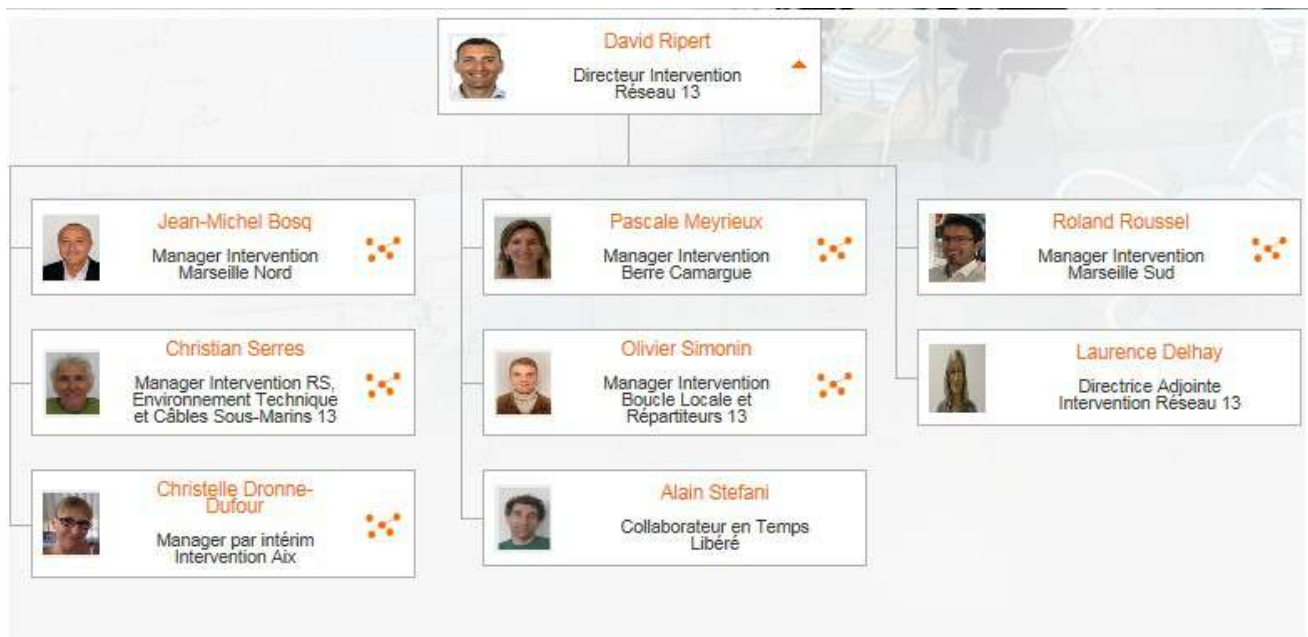 David Ripert
Directeur Intervention
Réseau 13
Jean-Michel Bosq
Manager Intervention
Marseille Nord
Pascale Meyrieux
Manager Intervention
Berre Camargue
Roland Roussel
Manager Intervention
Marseille Sud
Christian Serres
Manager Intervention RS,
Environnement Technique
et Câbles Sous-Marins 13
Olivier Simonin
Manager Intervention
Boucle Locale et
Répartiteurs 13
Laurence Delhay
Directrice Adjointe
Intervention Réseau 13
Christelle Dronne-
Dufour
Manager par intérim
Intervention Aix
Alain Stefani
Collaborateur en Temps
Libéré